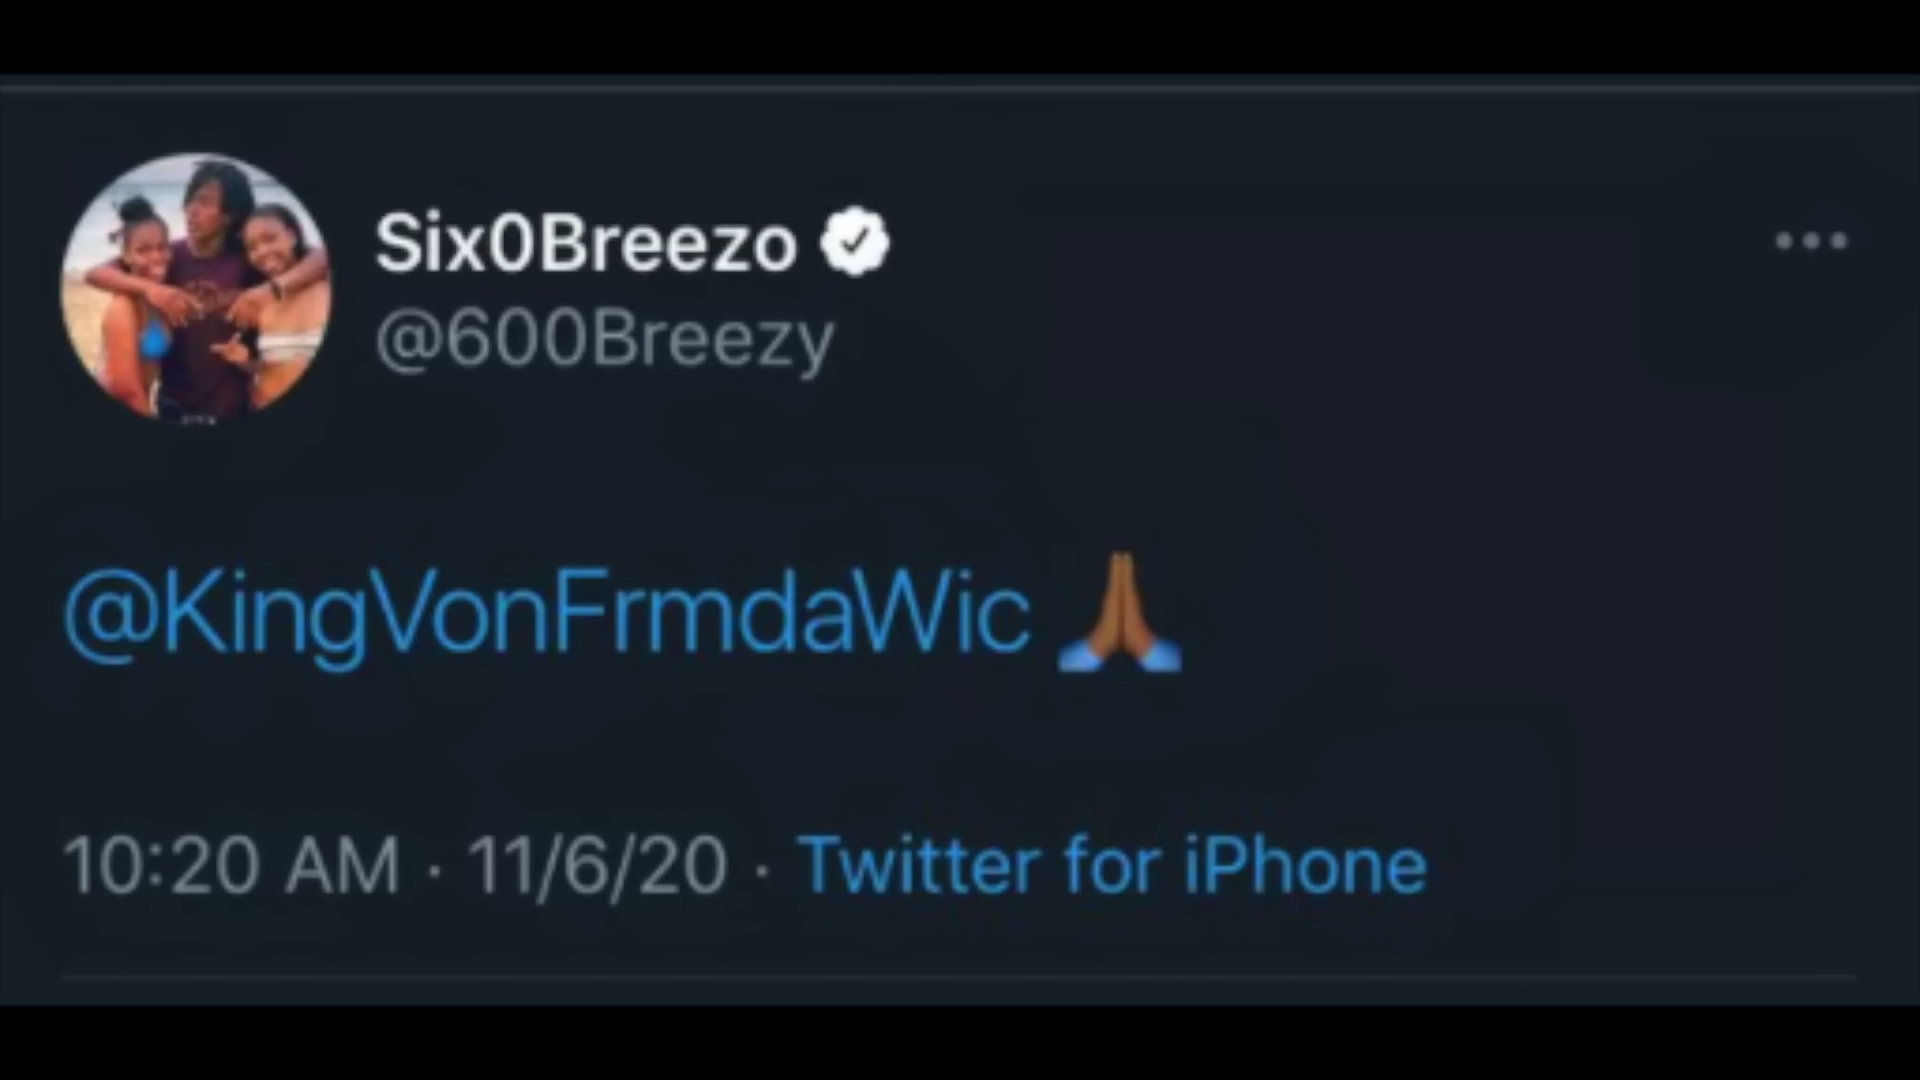 Six0Breezo
@600Breezy
@KingVonFrmdaWic 🙏🏾
10:20 AM · 11/6/20 · Twitter for iPhone